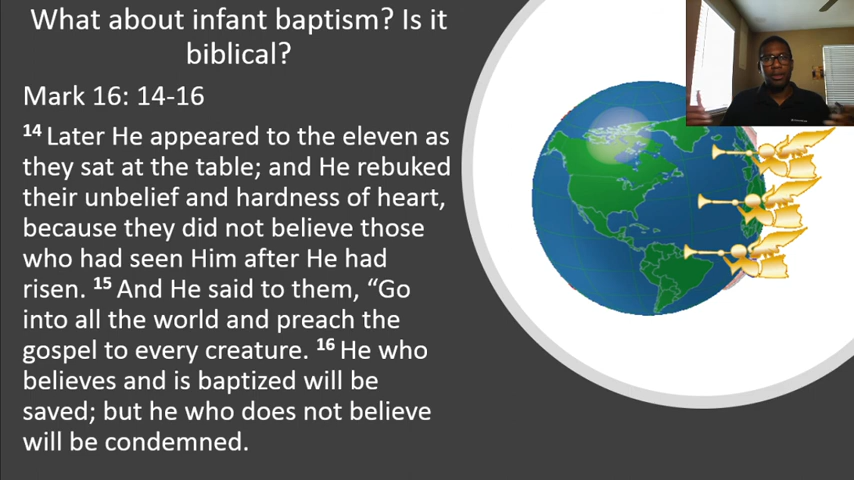 What about infant baptism? Is it
biblical?
Mark 16: 14-16
14 Later He appeared to the eleven as
they sat at the table; and He rebuked
their unbelief and hardness of heart,
because they did not believe those
who had seen Him after He had
risen. 15 And He said to them, “Go
into all the world and preach the
gospel to every creature. 16 He who
believes and is baptized will be
saved; but he who does not believe
will be condemned.